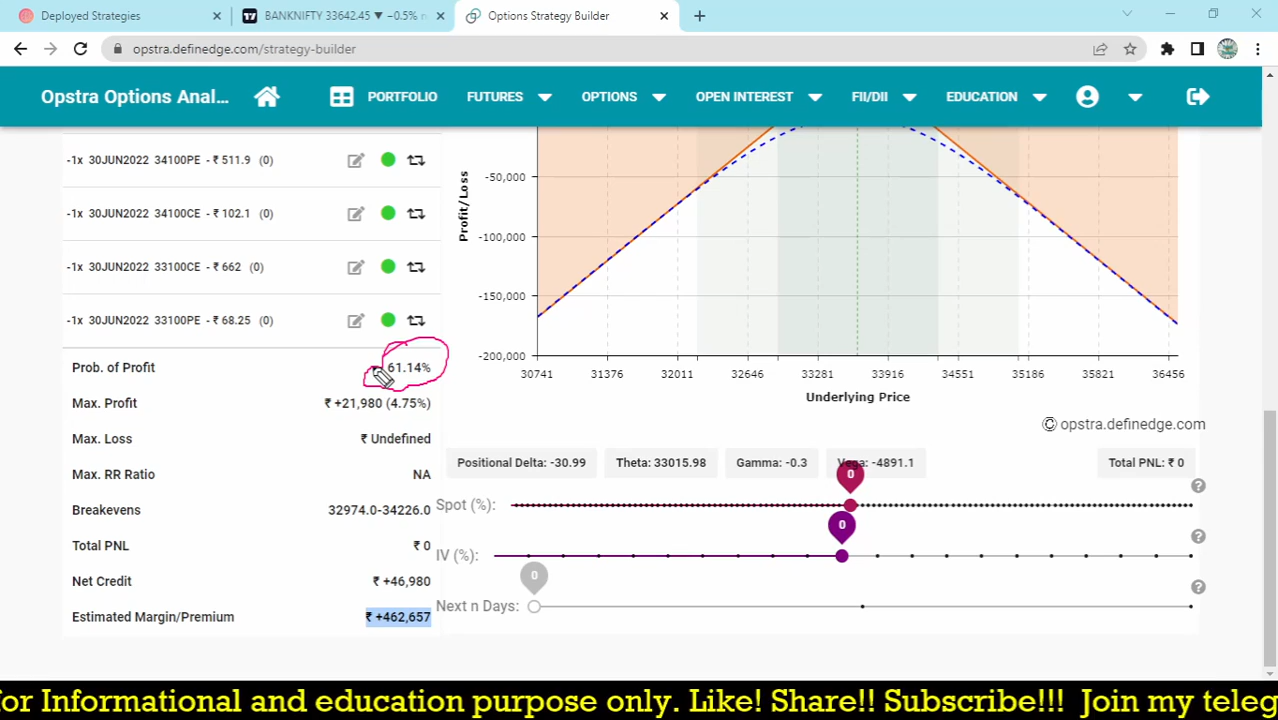 Deployed Strategies
BANKNIFTY 33642.45 ▼ −0.5%
Options Strategy Builder
opstra.definedge.com/strategy-builder
Opstra Options Anal...
PORTFOLIO
FUTURES
OPTIONS
OPEN INTEREST
FII/DII
EDUCATION
-1x 30JUN2022 34100PE - ₹ 511.9 (0)
-1x 30JUN2022 34100CE - ₹ 102.1 (0)
-1x 30JUN2022 33100CE - ₹ 662 (0)
-1x 30JUN2022 33100PE - ₹ 68.25 (0)
Prob. of Profit 61.14%
Max. Profit ₹ +21,980 (4.75%)
Max. Loss ₹ Undefined
Max. RR Ratio NA
Breakevens 32974.0-34226.0
Total PNL ₹ 0
Net Credit ₹ +46,980
Estimated Margin/Premium ₹ +462,657
Profit/Loss
-50,000
-100,000
-150,000
-200,000
30741 31376 32011 32646 33281 33916 34551 35186 35821 36456
Underlying Price
© opstra.definedge.com
Positional Delta: -30.99 Theta: 33015.98 Gamma: -0.3 Vega: -4891.1 Total PNL: ₹ 0
0
Spot (%): ?
0
IV (%): ?
0
Next n Days: ?
for Informational and education purpose only. Like! Share!! Subscribe!!! Join my teleg